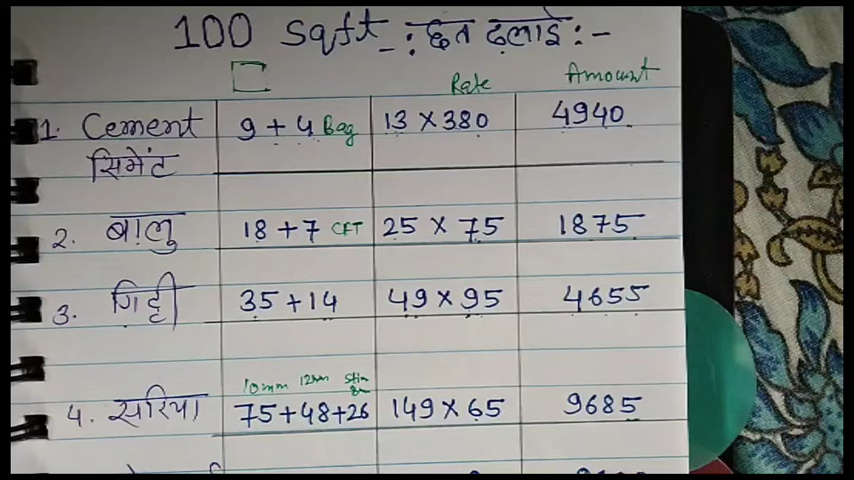 100 Sqft :छत ढ़लाई:-
Rate Amount
1. Cement 9+4 Bag 13 × 380 4940
सिमेंट
2. बालु 18+7 CFT 25 × 75 1875
3. गिट्टी 35+14 49×95 4655
10mm 12mm
4. सरिया 75+48+26 149×65 9685